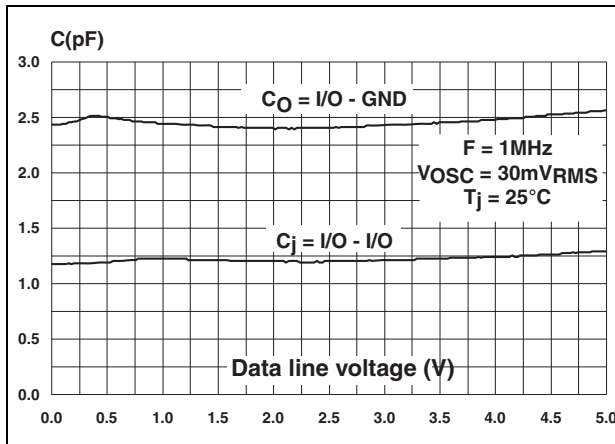 C(pF)
3.0
2.5
2.0
1.5
1.0
0.5
0.0
CO = I/O - GND
F = 1MHz
VOSC = 30mVRMS
Tj = 25°C
Cj = I/O - I/O
Data line voltage (V)
0.0 0.5 1.0 1.5 2.0 2.5 3.0 3.5 4.0 4.5 5.0